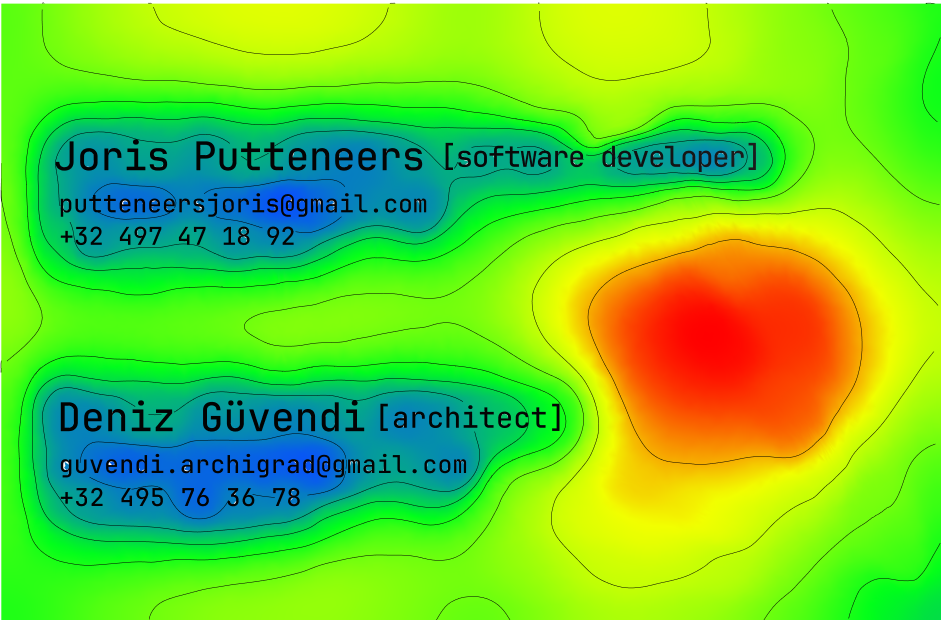 Joris Putteneers [software developer]
putteneersjoris@gmail.com
+32 497 47 18 92
Deniz Güvendi [architect]
guvendi.archigrad@gmail.com
+32 495 76 36 78